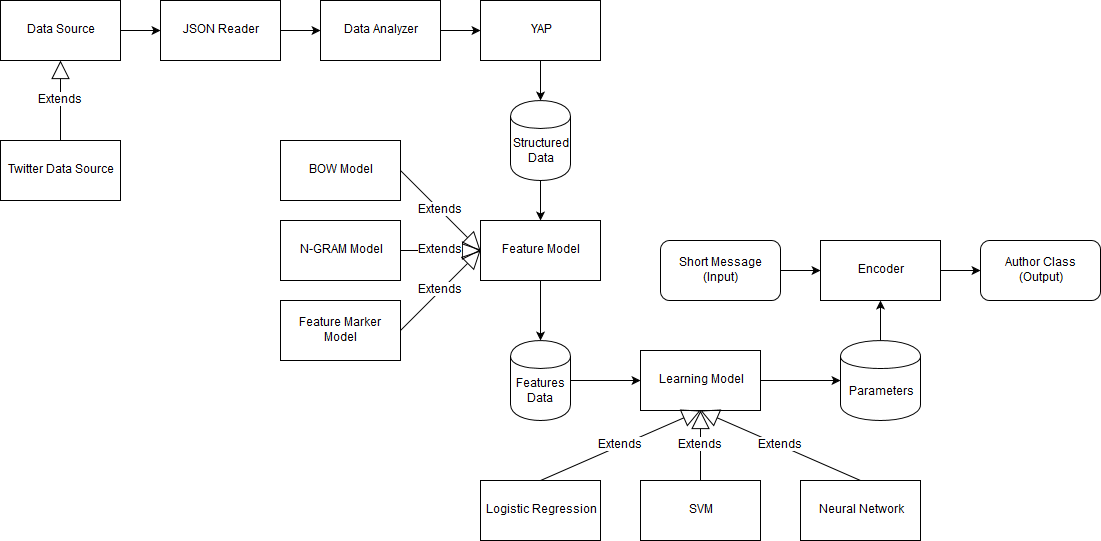 Data Source
JSON Reader
Data Analyzer
YAP
Extends
Twitter Data Source
Structured
Data
BOW Model
Extends
N-GRAM Model
Extends
Feature Model
Extends
Feature Marker
Model
Short Message
(Input)
Encoder
Author Class
(Output)
Features
Data
Learning Model
Parameters
Extends
Extends
Extends
Logistic Regression
SVM
Neural Network